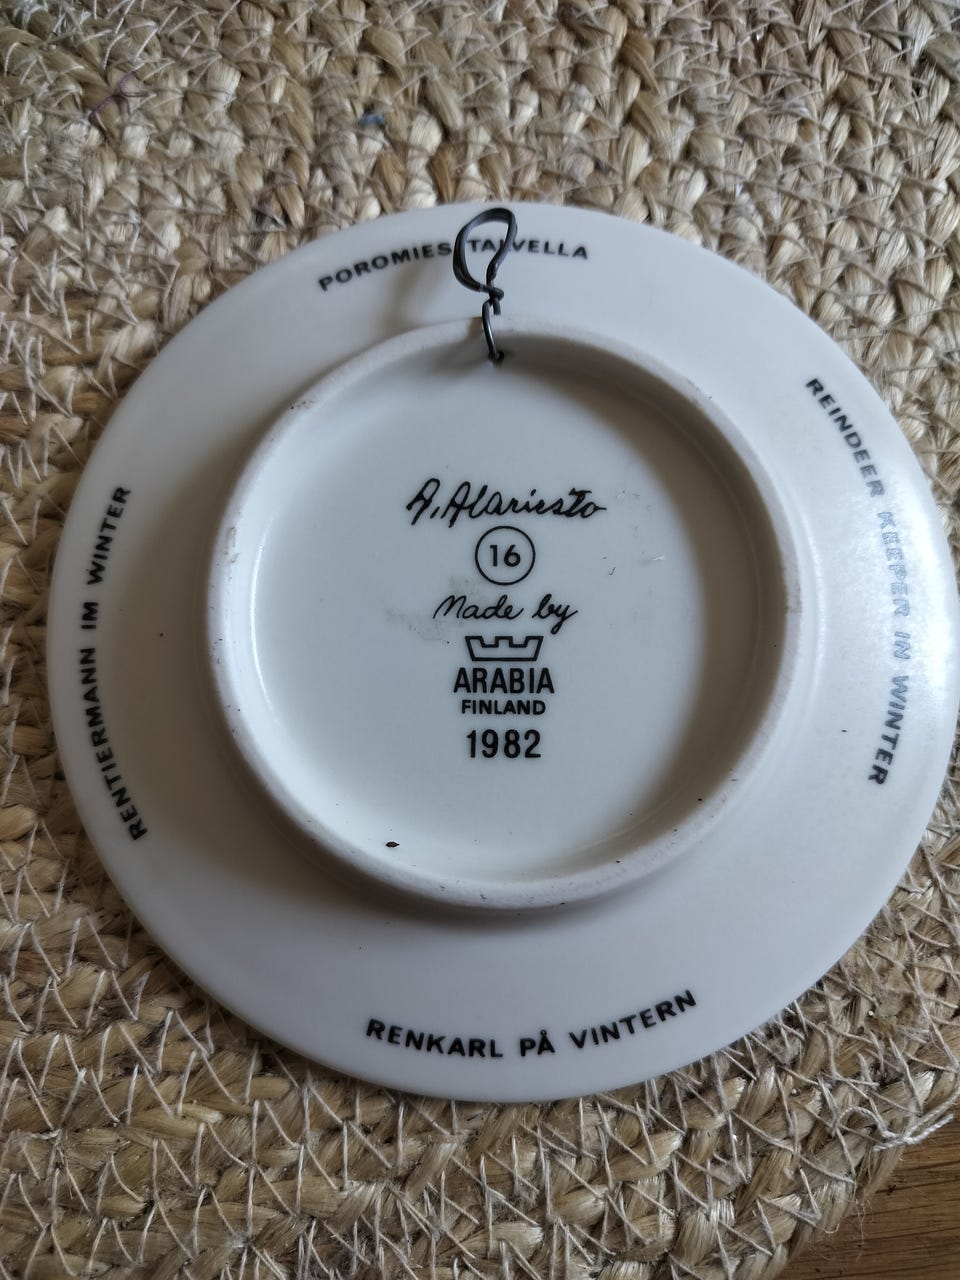 POROMIES TALVELLA
REINDEER KEEPER IN WINTER
RENKARL PÅ VINTERN
RENTIERMANN IM WINTER
A. Alariesto
16
Made by
ARABIA
FINLAND
1982